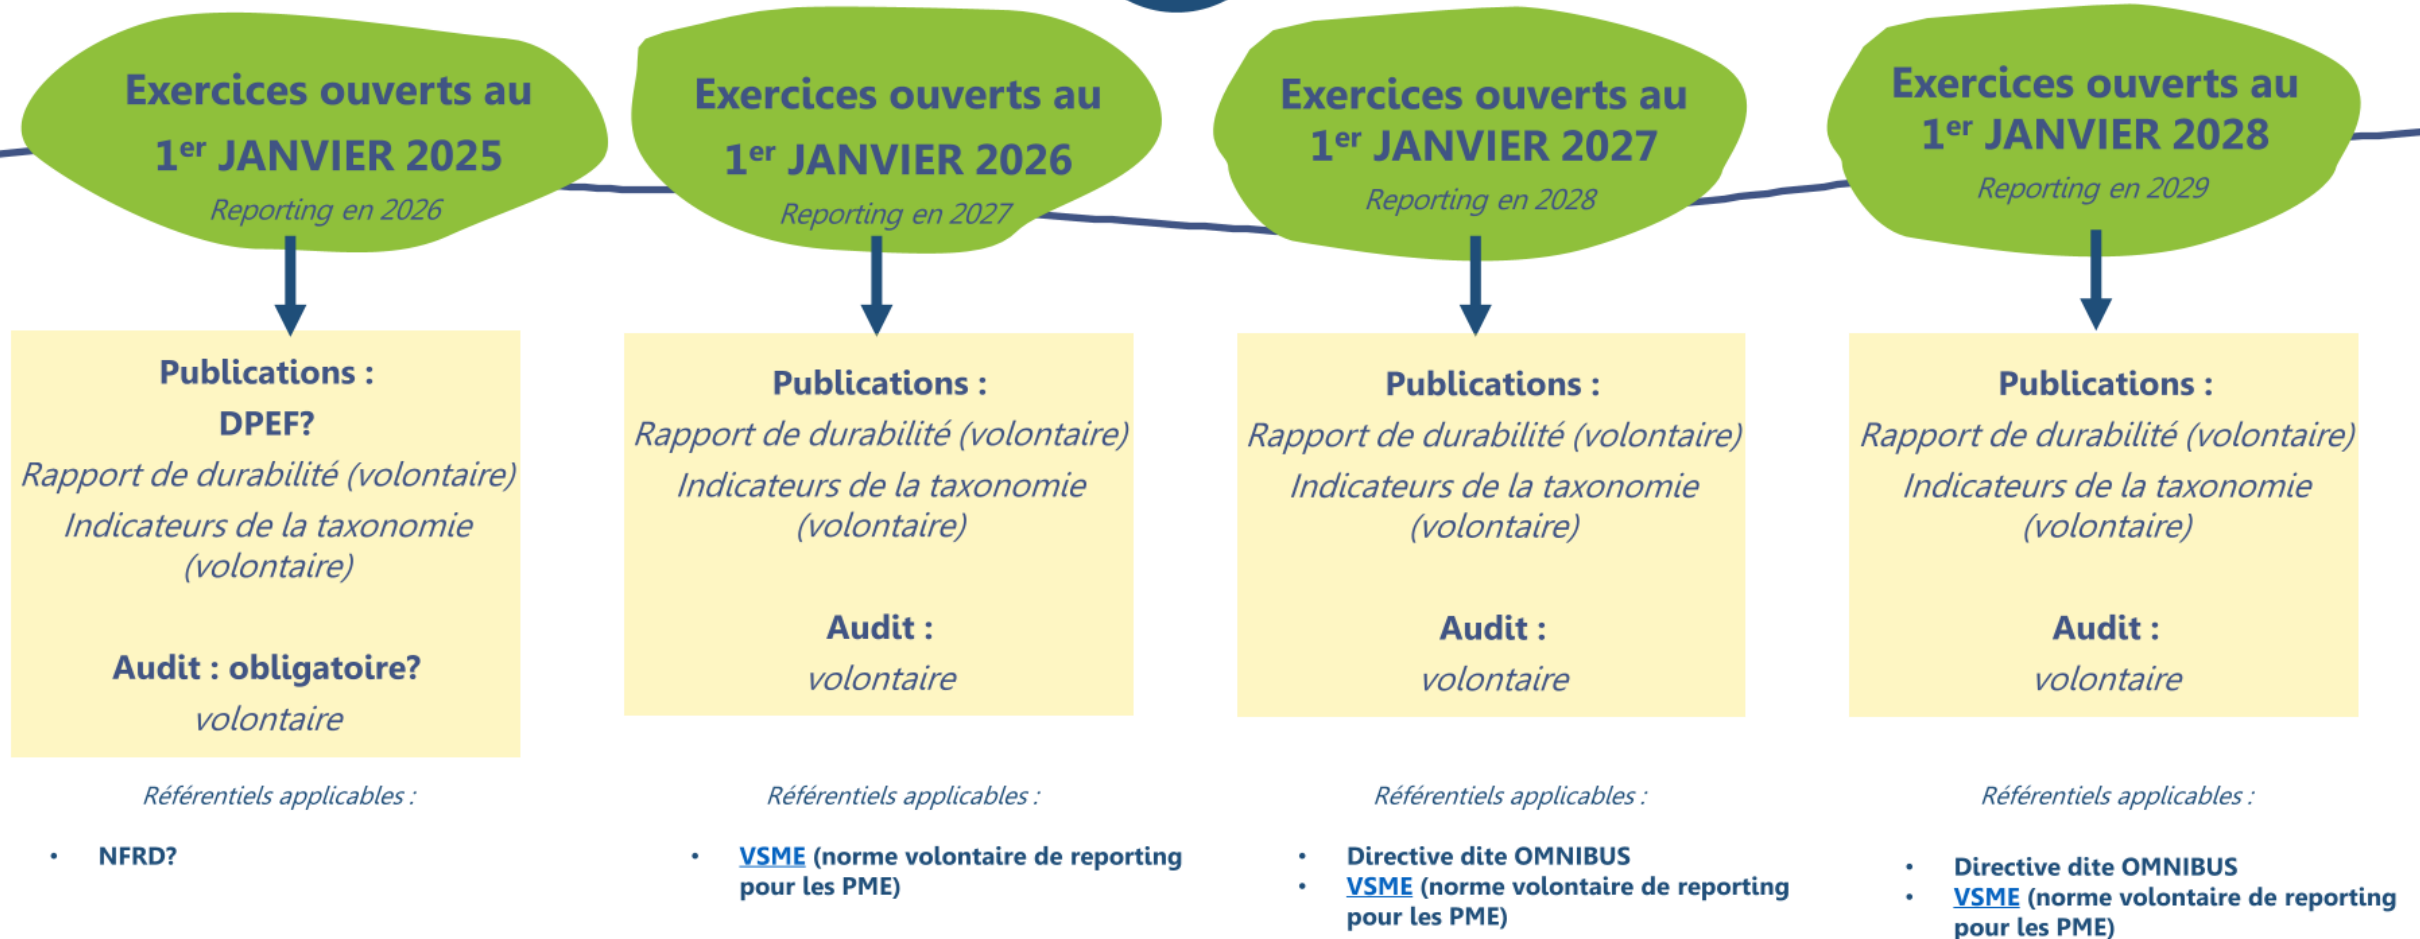 Exercices ouverts au
1er JANVIER 2025
Reporting en 2026
Publications :
DPEF?
Rapport de durabilité (volontaire)
Indicateurs de la taxonomie
(volontaire)
Audit : obligatoire?
volontaire
Référentiels applicables :
• NFRD?
Exercices ouverts au
1er JANVIER 2026
Reporting en 2027
Publications :
Rapport de durabilité (volontaire)
Indicateurs de la taxonomie
(volontaire)
Audit :
volontaire
Référentiels applicables :
• VSME (norme volontaire de reporting
pour les PME)
Exercices ouverts au
1er JANVIER 2027
Reporting en 2028
Publications :
Rapport de durabilité (volontaire)
Indicateurs de la taxonomie
(volontaire)
Audit :
volontaire
Référentiels applicables :
• Directive dite OMNIBUS
• VSME (norme volontaire de reporting
pour les PME)
Exercices ouverts au
1er JANVIER 2028
Reporting en 2029
Publications :
Rapport de durabilité (volontaire)
Indicateurs de la taxonomie
(volontaire)
Audit :
volontaire
Référentiels applicables :
• Directive dite OMNIBUS
• VSME (norme volontaire de reporting
pour les PME)